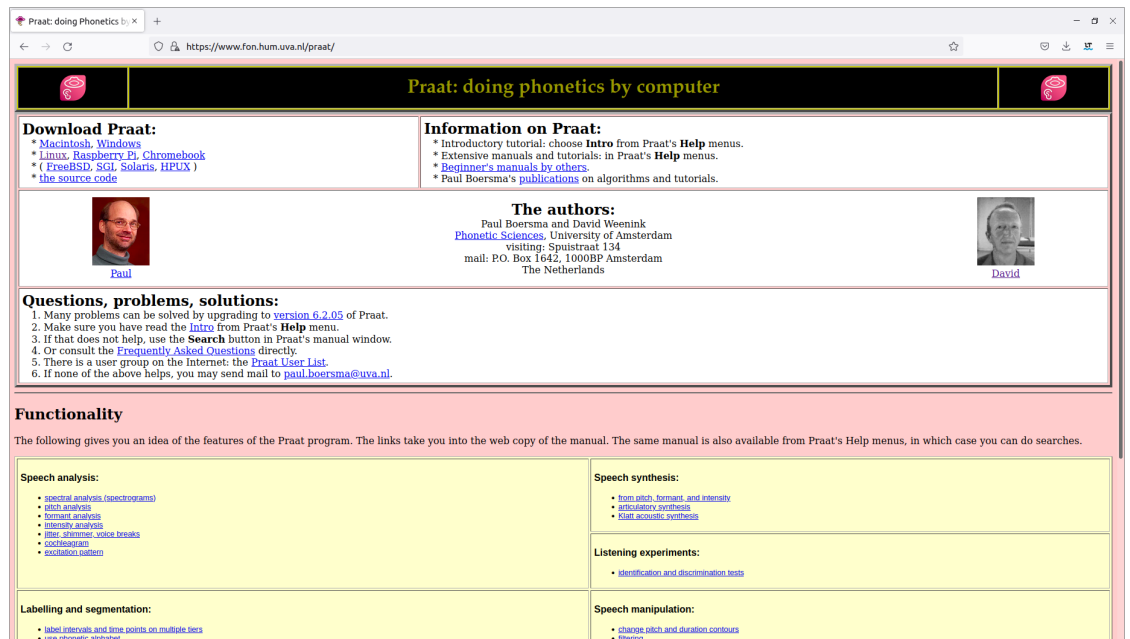 Praat: doing Phonetics by
https://www.fon.hum.uva.nl/praat/
Praat: doing phonetics by computer
Download Praat:
* Macintosh, Windows
* Linux, Raspberry Pi, Chromebook
* ( FreeBSD, SGI, Solaris, HPUX )
* the source code
Information on Praat:
* Introductory tutorial: choose Intro from Praat's Help menus.
* Extensive manuals and tutorials: in Praat's Help menus.
* Beginner's manuals by others.
* Paul Boersma's publications on algorithms and tutorials.
Paul
The authors:
Paul Boersma and David Weenink
Phonetic Sciences, University of Amsterdam
visiting: Spuistraat 134
mail: P.O. Box 1642, 1000BP Amsterdam
The Netherlands
David
Questions, problems, solutions:
1. Many problems can be solved by upgrading to version 6.2.05 of Praat.
2. Make sure you have read the Intro from Praat's Help menu.
3. If that does not help, use the Search button in Praat's manual window.
4. Or consult the Frequently Asked Questions directly.
5. There is a user group on the Internet: the Praat User List.
6. If none of the above helps, you may send mail to paul.boersma@uva.nl.
Functionality
The following gives you an idea of the features of the Praat program. The links take you into the web copy of the manual. The same manual is also available from Praat's Help menus, in which case you can do searches.
Speech analysis:
• spectral analysis (spectrograms)
• pitch analysis
• formant analysis
• intensity analysis
• jitter, shimmer, voice breaks
• cochleagram
• excitation pattern
Speech synthesis:
• from pitch, formant, and intensity
• articulatory synthesis
• Klatt acoustic synthesis
Listening experiments:
• identification and discrimination tests
Labelling and segmentation:
• label intervals and time points on multiple tiers
• use phonetic alphabet
Speech manipulation:
• change pitch and duration contours
• filtering